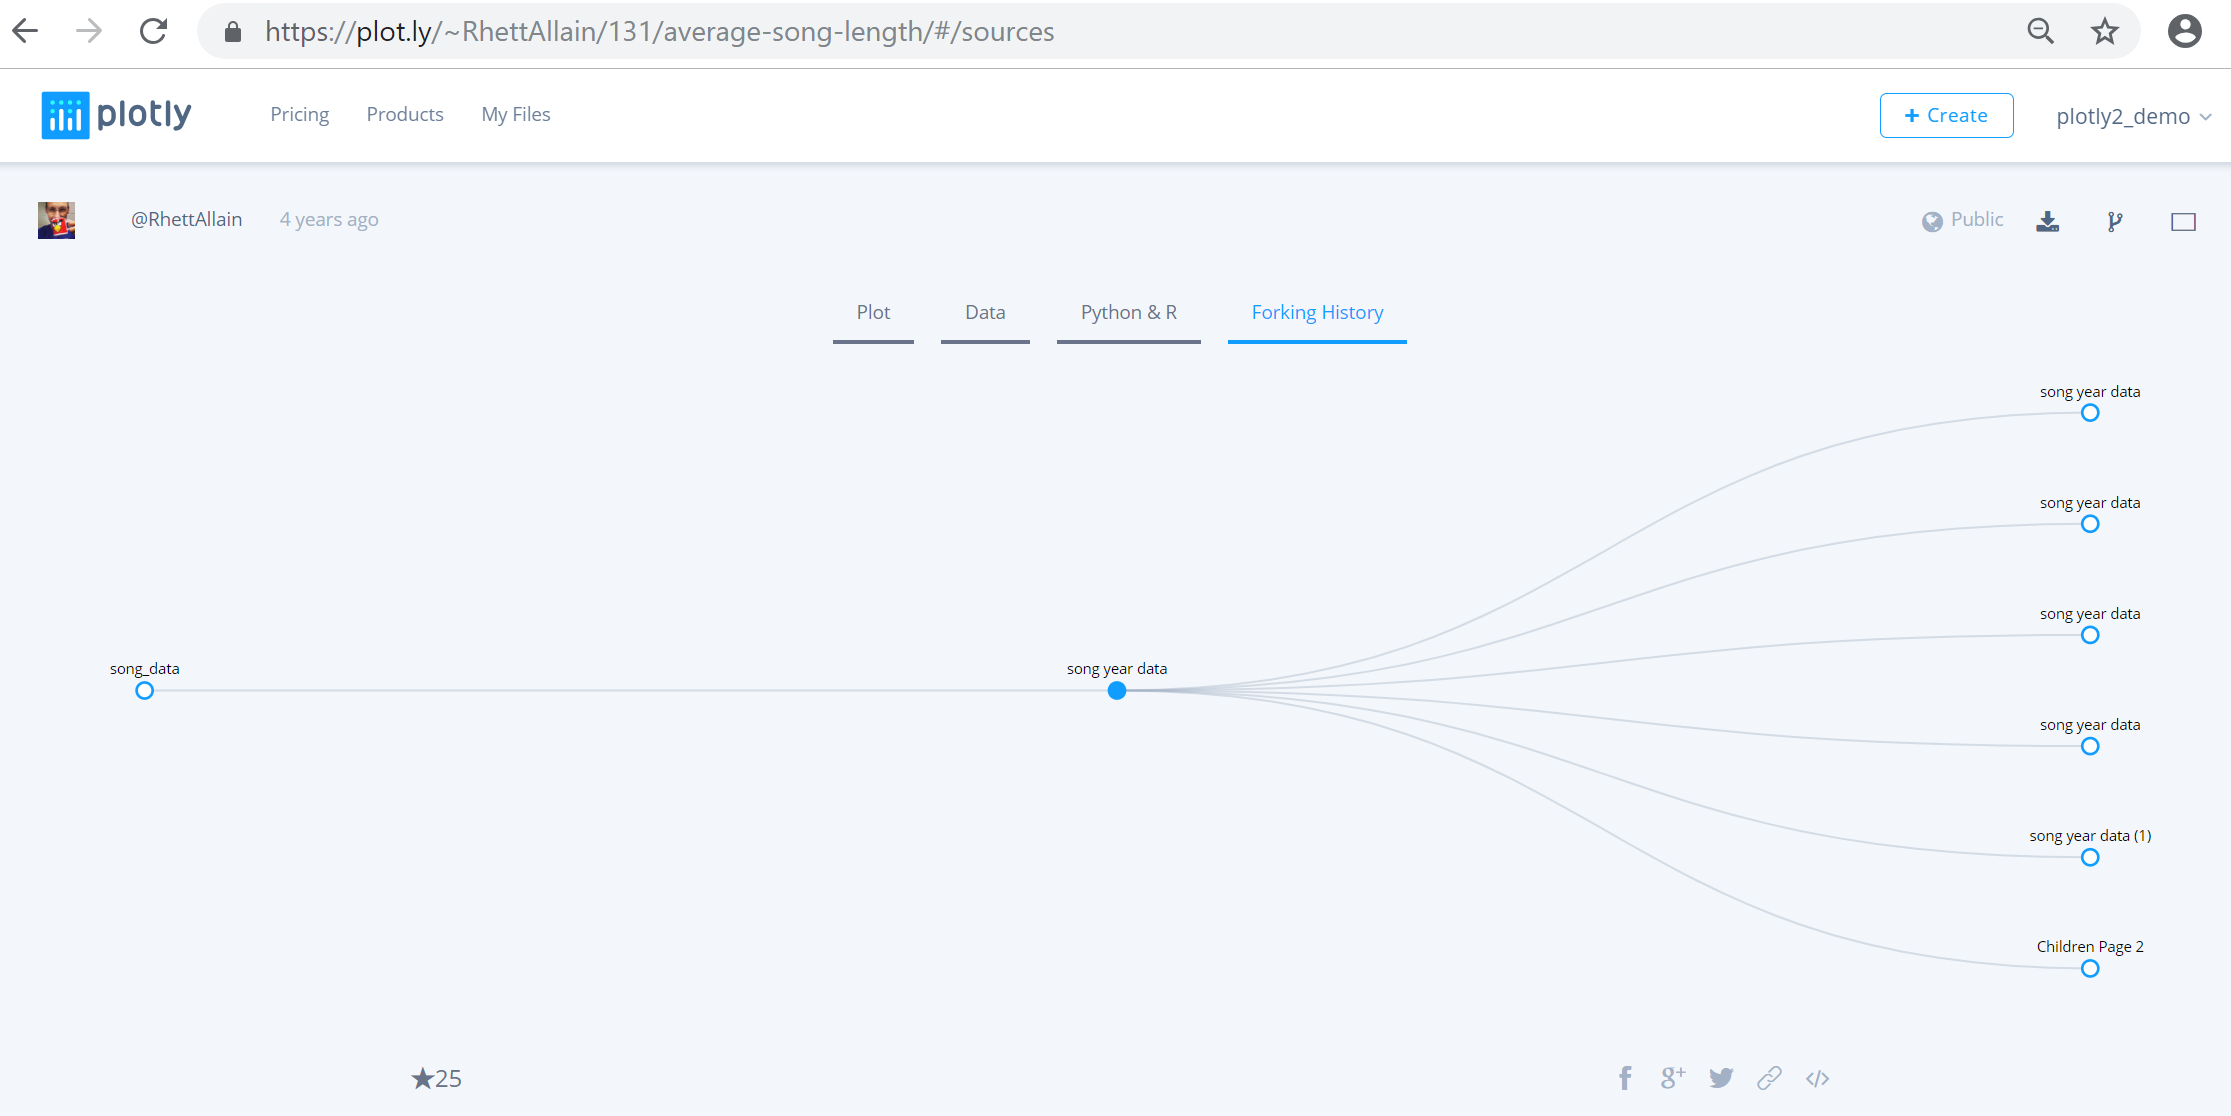 https://plot.ly/~RhettAllain/131/average-song-length/#/sources
plotly Pricing Products My Files + Create plotly2_demo
@RhettAllain 4 years ago Public
Plot Data Python & R Forking History
song year data
song year data
song year data
song_data song year data
song year data
song year data (1)
Children Page 2
★25 f g+ </>